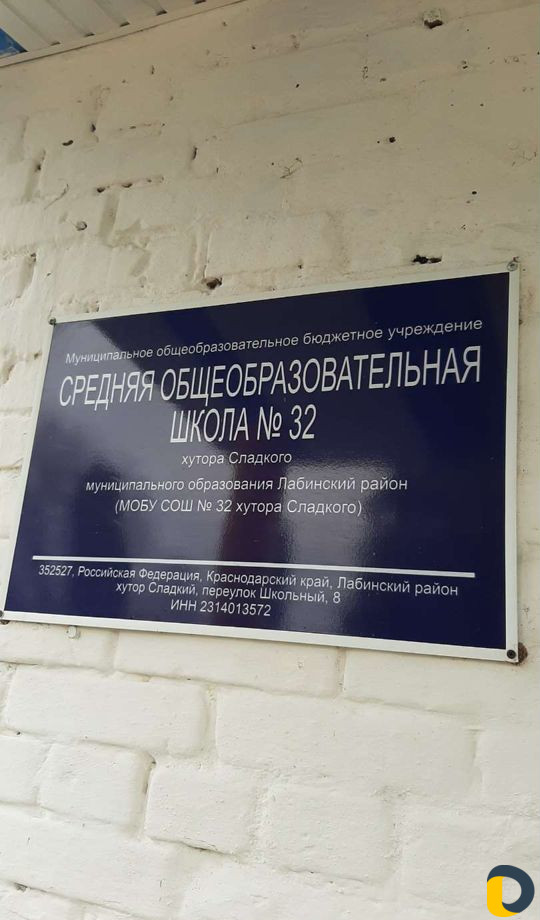 Муниципальное общеобразовательное бюджетное учреждение
СРЕДНЯЯ ОБЩЕОБРАЗОВАТЕЛЬНАЯ
ШКОЛА № 32
хутора Сладкого
муниципального образования Лабинский район
(МОБУ СОШ № 32 хутора Сладкого)
352527, Российская Федерация, Краснодарский край, Лабинский район
хутор Сладкий, переулок Школьный, 8
ИНН 2314013572